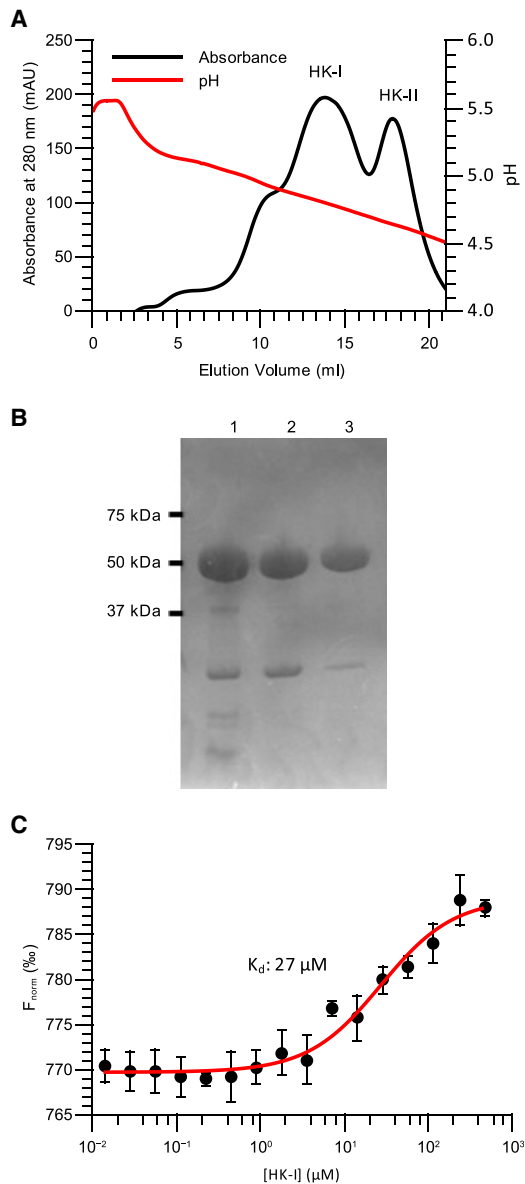 A
250
200
150
100
50
0
Absorbance at 280 nm (mAU)
Absorbance
pH
HK-I
HK-II
6.0
5.5
5.0
4.5
4.0
pH
0 5 10 15 20
Elution Volume (ml)
B
1 2 3
75 kDa
50 kDa
37 kDa
C
795
790
785
780
775
770
765
Fnorm (‰)
Kd: 27 μM
10⁻² 10⁻¹ 10⁰ 10¹ 10² 10³
[HK-I] (μM)